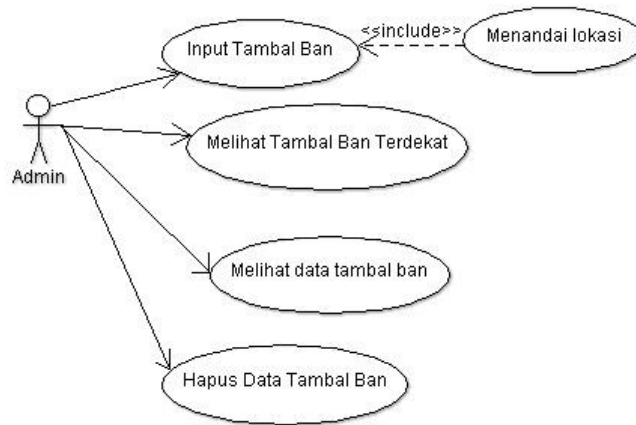 Input Tambal Ban
<<include>>
Menandai lokasi
Melihat Tambal Ban Terdekat
Admin
Melihat data tambal ban
Hapus Data Tambal Ban